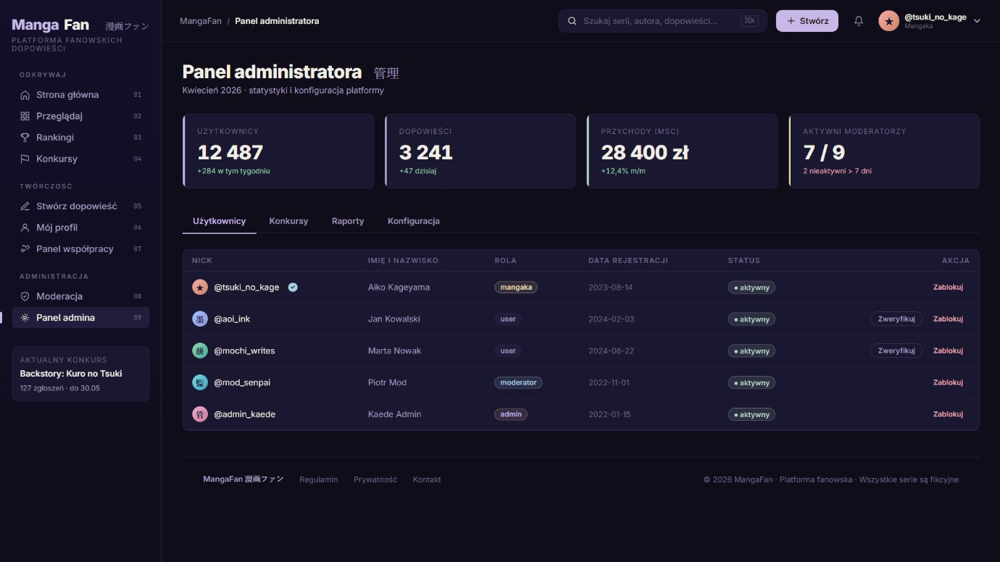 Manga Fan 漫画ファン
PLATFORMA FANOWSKICH
DOPOWIEŚCI
ODKRYWAJ
Strona główna 01
Przeglądaj 02
Rankingi 03
Konkursy 04
TWÓRCZOŚĆ
Stwórz dopowieść 05
Mój profil 06
Panel współpracy 07
ADMINISTRACJA
Moderacja 08
Panel admina 09
AKTUALNY KONKURS
Backstory: Kuro no Tsuki
127 zgłoszeń · do 30.05
MangaFan / Panel administratora
Szukaj serii, autora, dopowieści... ⌘K
+ Stwórz
★
@tsuki_no_kage
Mangaka
Panel administratora 管理
Kwiecień 2026 · statystyki i konfiguracja platformy
UŻYTKOWNICY
12 487
+284 w tym tygodniu
DOPOWIEŚCI
3 241
+47 dzisiaj
PRZYCHODY (MSC)
28 400 zł
+12,4% m/m
AKTYWNI MODERATORZY
7 / 9
2 nieaktywni > 7 dni
Użytkownicy Konkursy Raporty Konfiguracja
NICK IMIĘ I NAZWISKO ROLA DATA REJESTRACJI STATUS AKCJA
★ @tsuki_no_kage Aiko Kageyama mangaka 2023-08-14 ● aktywny Zablokuj
墨 @aoi_ink Jan Kowalski user 2024-02-03 ● aktywny Zweryfikuj Zablokuj
餅 @mochi_writes Marta Nowak user 2024-06-22 ● aktywny Zweryfikuj Zablokuj
監 @mod_senpai Piotr Mod moderator 2022-11-01 ● aktywny Zablokuj
管 @admin_kaede Kaede Admin admin 2022-01-15 ● aktywny Zablokuj
MangaFan 漫画ファン Regulamin Prywatność Kontakt © 2026 MangaFan · Platforma fanowska · Wszystkie serie są fikcyjne